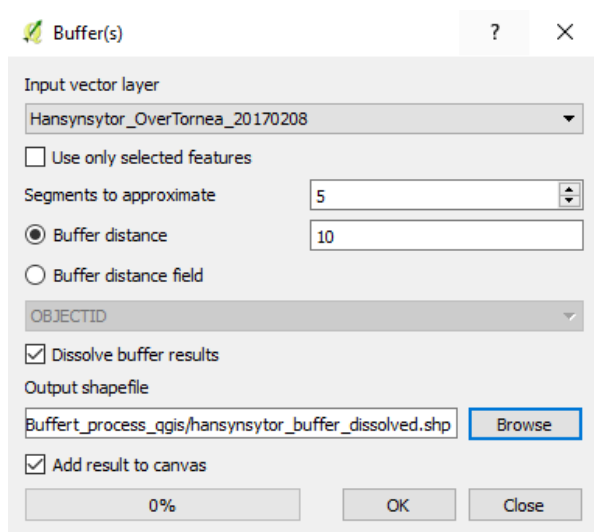 Buffer(s)
?
Input vector layer
Hansynsytor_OverTornea_20170208
Use only selected features
Segments to approximate 5
Buffer distance 10
Buffer distance field
OBJECTID
Dissolve buffer results
Output shapefile
Buffert_process_qgis/hansynsytor_buffer_dissolved.shp Browse
Add result to canvas
0% OK Close